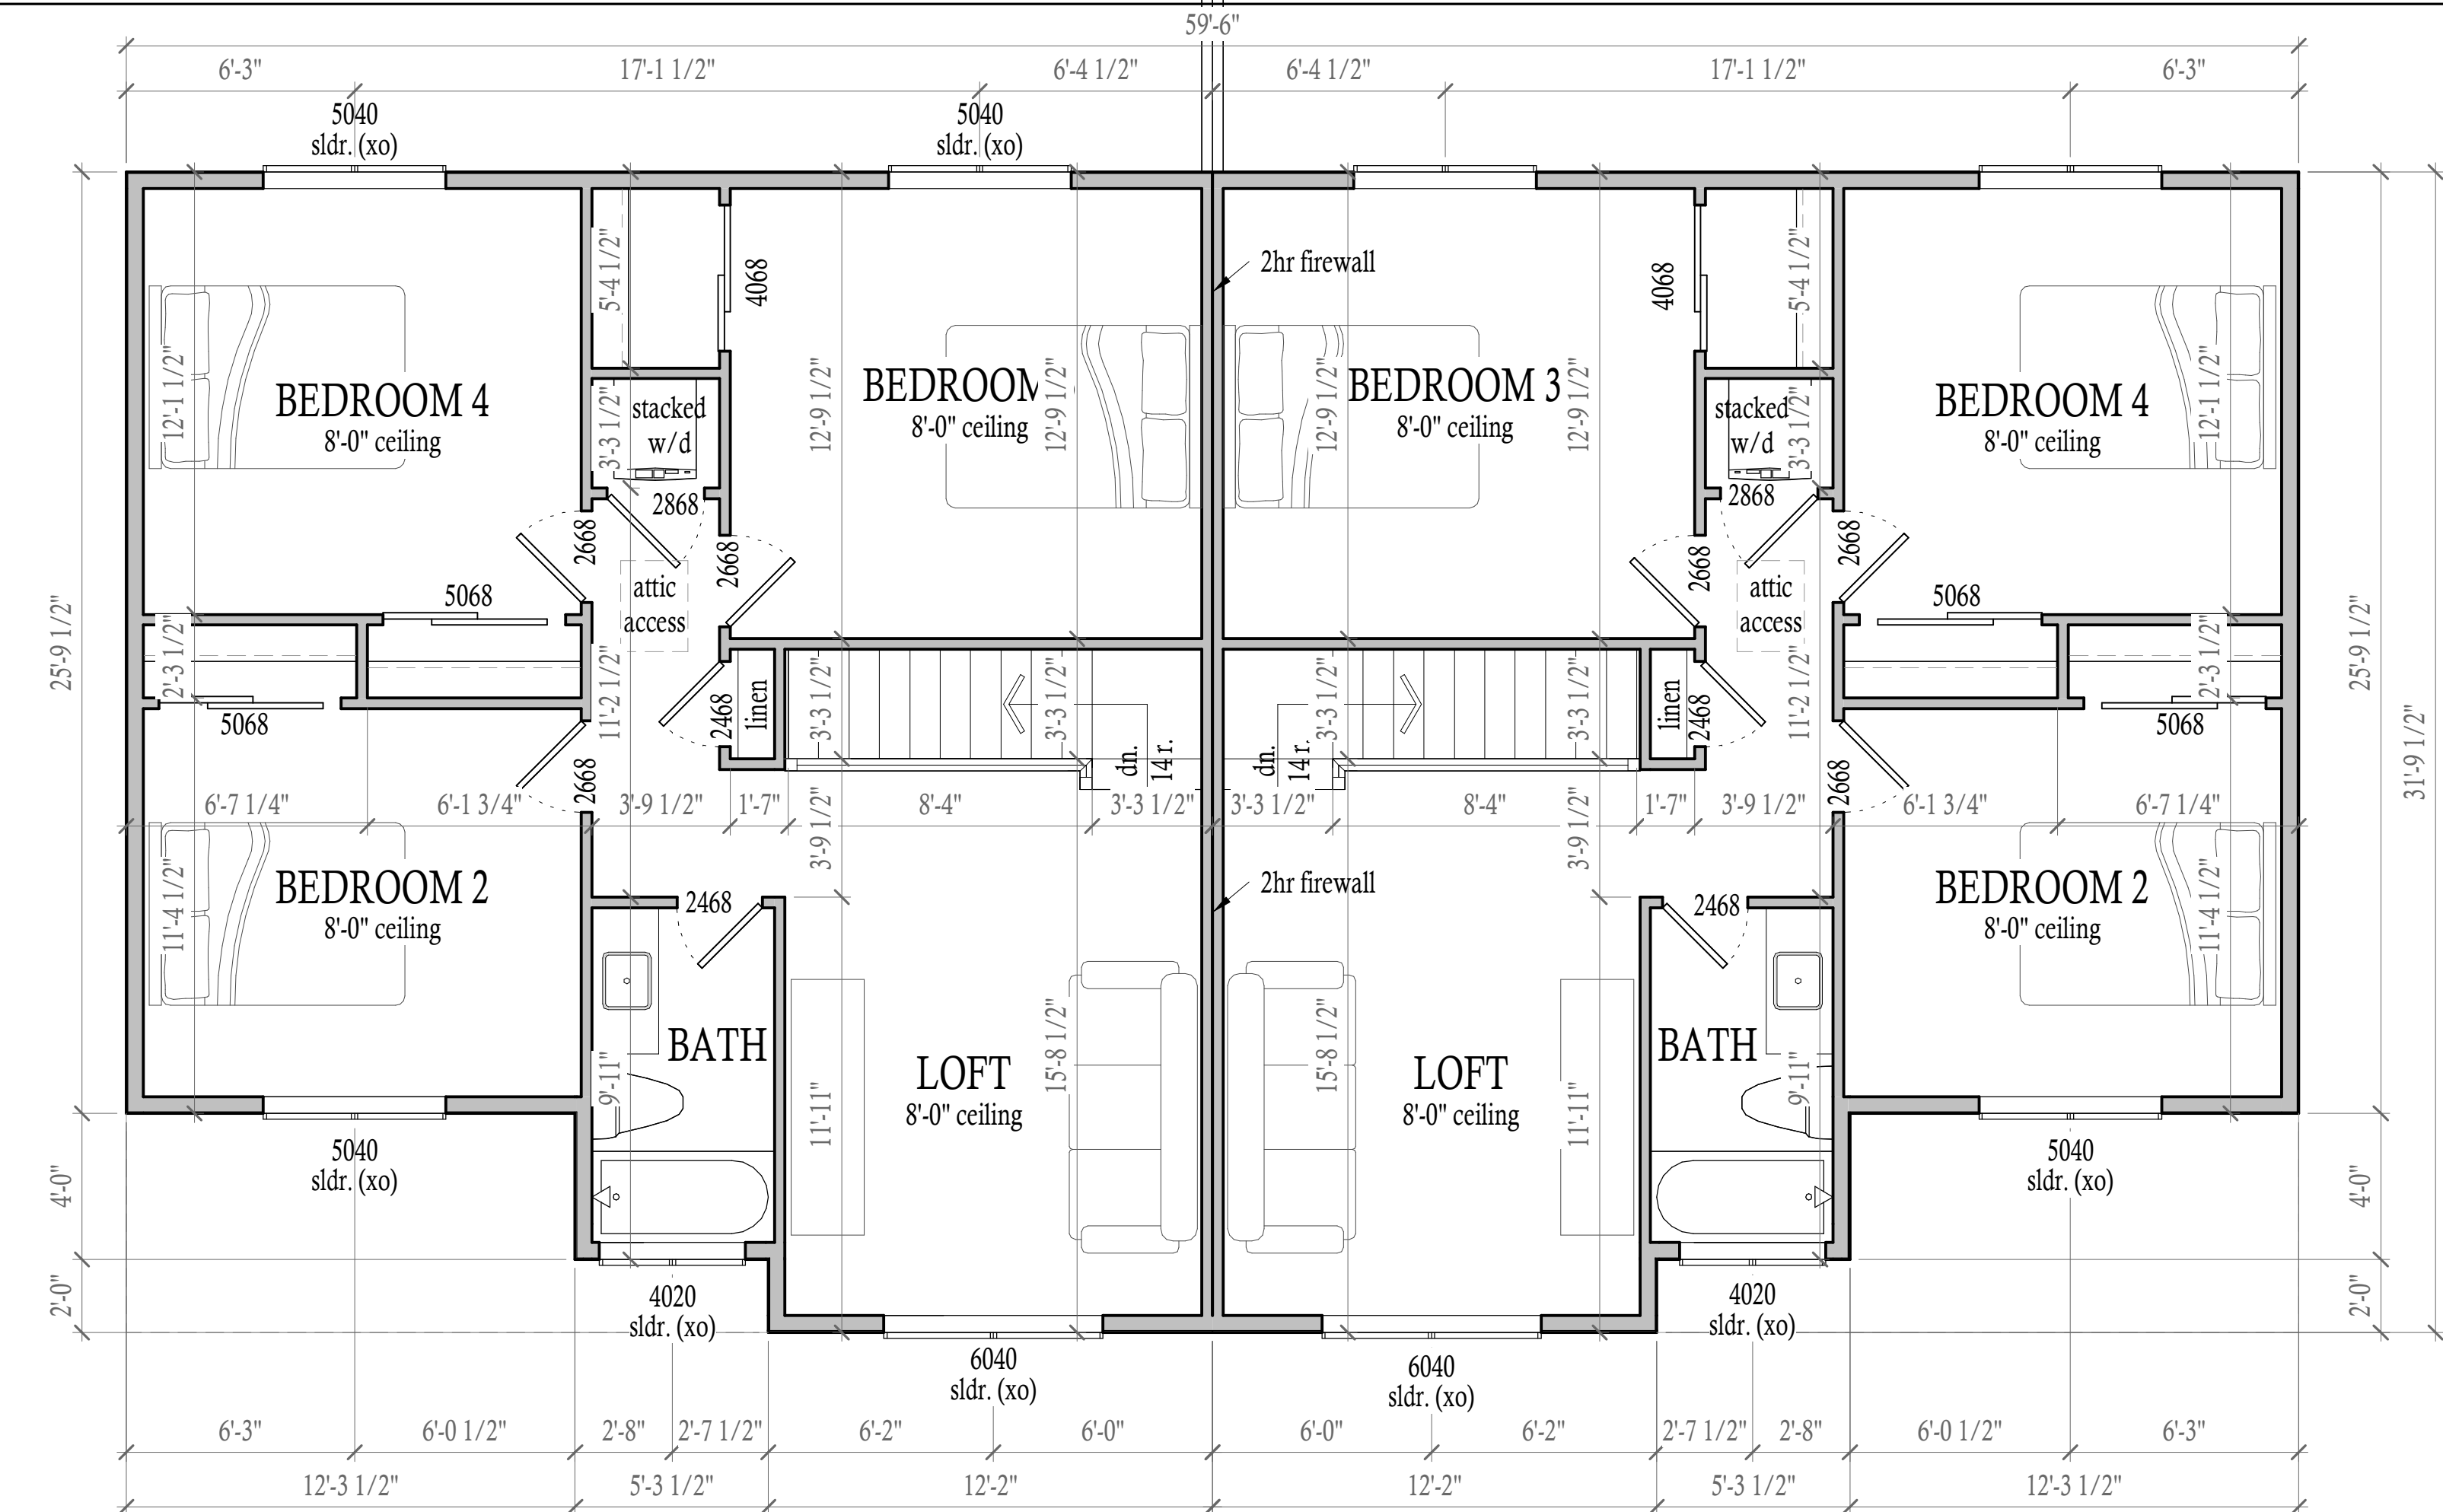 59'-6"
6'-3" 17'-1 1/2" 6'-4 1/2" 6'-4 1/2" 17'-1 1/2" 6'-3"
5040 5040
sldr. (xo) sldr. (xo)
2hr firewall
5'-4 1/2" 4068 4068 5'-4 1/2"
12'-1 1/2" 12'-9 1/2" 12'-9 1/2" 12'-9 1/2" 12'-9 1/2" 12'-1 1/2"
BEDROOM 4 BEDROOM BEDROOM 3 BEDROOM 4
8'-0" ceiling 8'-0" ceiling 8'-0" ceiling 8'-0" ceiling
3'-3 1/2" stacked stacked 3'-3 1/2"
w/d w/d
2868 2868
2668 2668 2668 2668
attic attic
access access
5068 5068
25'-9 1/2" 25'-9 1/2"
2'-3 1/2" 11'-2 1/2" 11'-2 1/2" 2'-3 1/2"
2468 linen 3'-3 1/2" 3'-3 1/2" 3'-3 1/2" 3'-3 1/2" linen 2468
5068 5068
dn. dn.
14 r. 14 r.
31'-9 1/2"
2668 2668
6'-7 1/4" 6'-1 3/4" 3'-9 1/2" 1'-7" 8'-4" 3'-3 1/2" 3'-3 1/2" 8'-4" 1'-7" 3'-9 1/2" 6'-1 3/4" 6'-7 1/4"
3'-9 1/2" 3'-9 1/2"
2hr firewall
11'-4 1/2" 11'-4 1/2"
BEDROOM 2 BEDROOM 2
8'-0" ceiling 8'-0" ceiling
2468 2468
BATH BATH
9'-11" 9'-11"
LOFT LOFT
8'-0" ceiling 8'-0" ceiling
11'-11" 15'-8 1/2" 15'-8 1/2" 11'-11"
5040 5040
sldr. (xo) sldr. (xo)
4'-0" 4'-0"
2'-0" 2'-0"
4020 4020
sldr. (xo) sldr. (xo)
6040 6040
sldr. (xo) sldr. (xo)
6'-3" 6'-0 1/2" 2'-8" 2'-7 1/2" 6'-2" 6'-0" 6'-0" 6'-2" 2'-7 1/2" 2'-8" 6'-0 1/2" 6'-3"
12'-3 1/2" 5'-3 1/2" 12'-2" 12'-2" 5'-3 1/2" 12'-3 1/2"